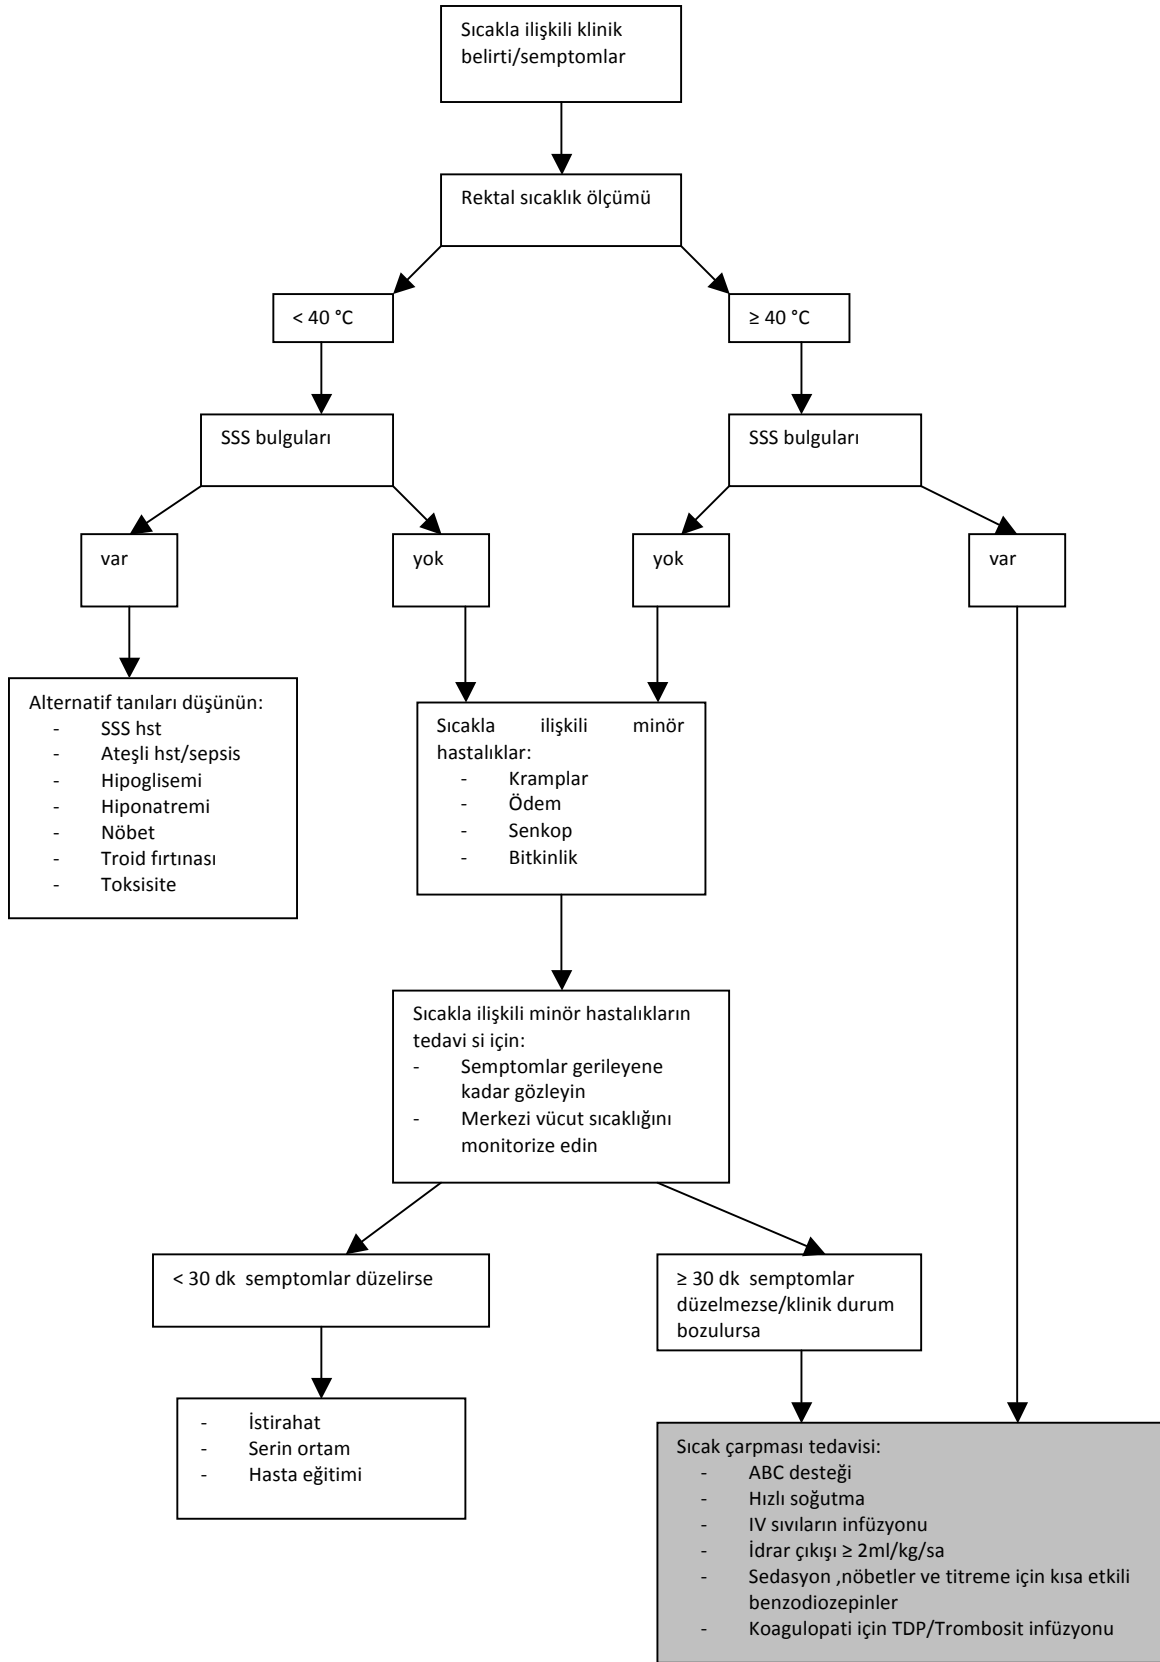 Sıcakla ilişkili klinik
belirti/semptomlar
Rektal sıcaklık ölçümü
< 40 °C
≥ 40 °C
SSS bulguları
SSS bulguları
var
yok
yok
var
Alternatif tanıları düşünün:
- SSS hst
- Ateşli hst/sepsis
- Hipoglisemi
- Hiponatremi
- Nöbet
- Troid fırtınası
- Toksisite
Sıcakla ilişkili minör
hastalıklar:
- Kramplar
- Ödem
- Senkop
- Bitkinlik
Sıcakla ilişkili minör hastalıkların
tedavi si için:
- Semptomlar gerileyene
kadar gözleyin
- Merkezi vücut sıcaklığını
monitorize edin
< 30 dk semptomlar düzelirse
≥ 30 dk semptomlar
düzelmezse/klinik durum
bozulursa
- İstirahat
- Serin ortam
- Hasta eğitimi
Sıcak çarpması tedavisi:
- ABC desteği
- Hızlı soğutma
- IV sıvıların infüzyonu
- İdrar çıkışı ≥ 2ml/kg/sa
- Sedasyon ,nöbetler ve titreme için kısa etkili
benzodiozepinler
- Koagulopati için TDP/Trombosit infüzyonu